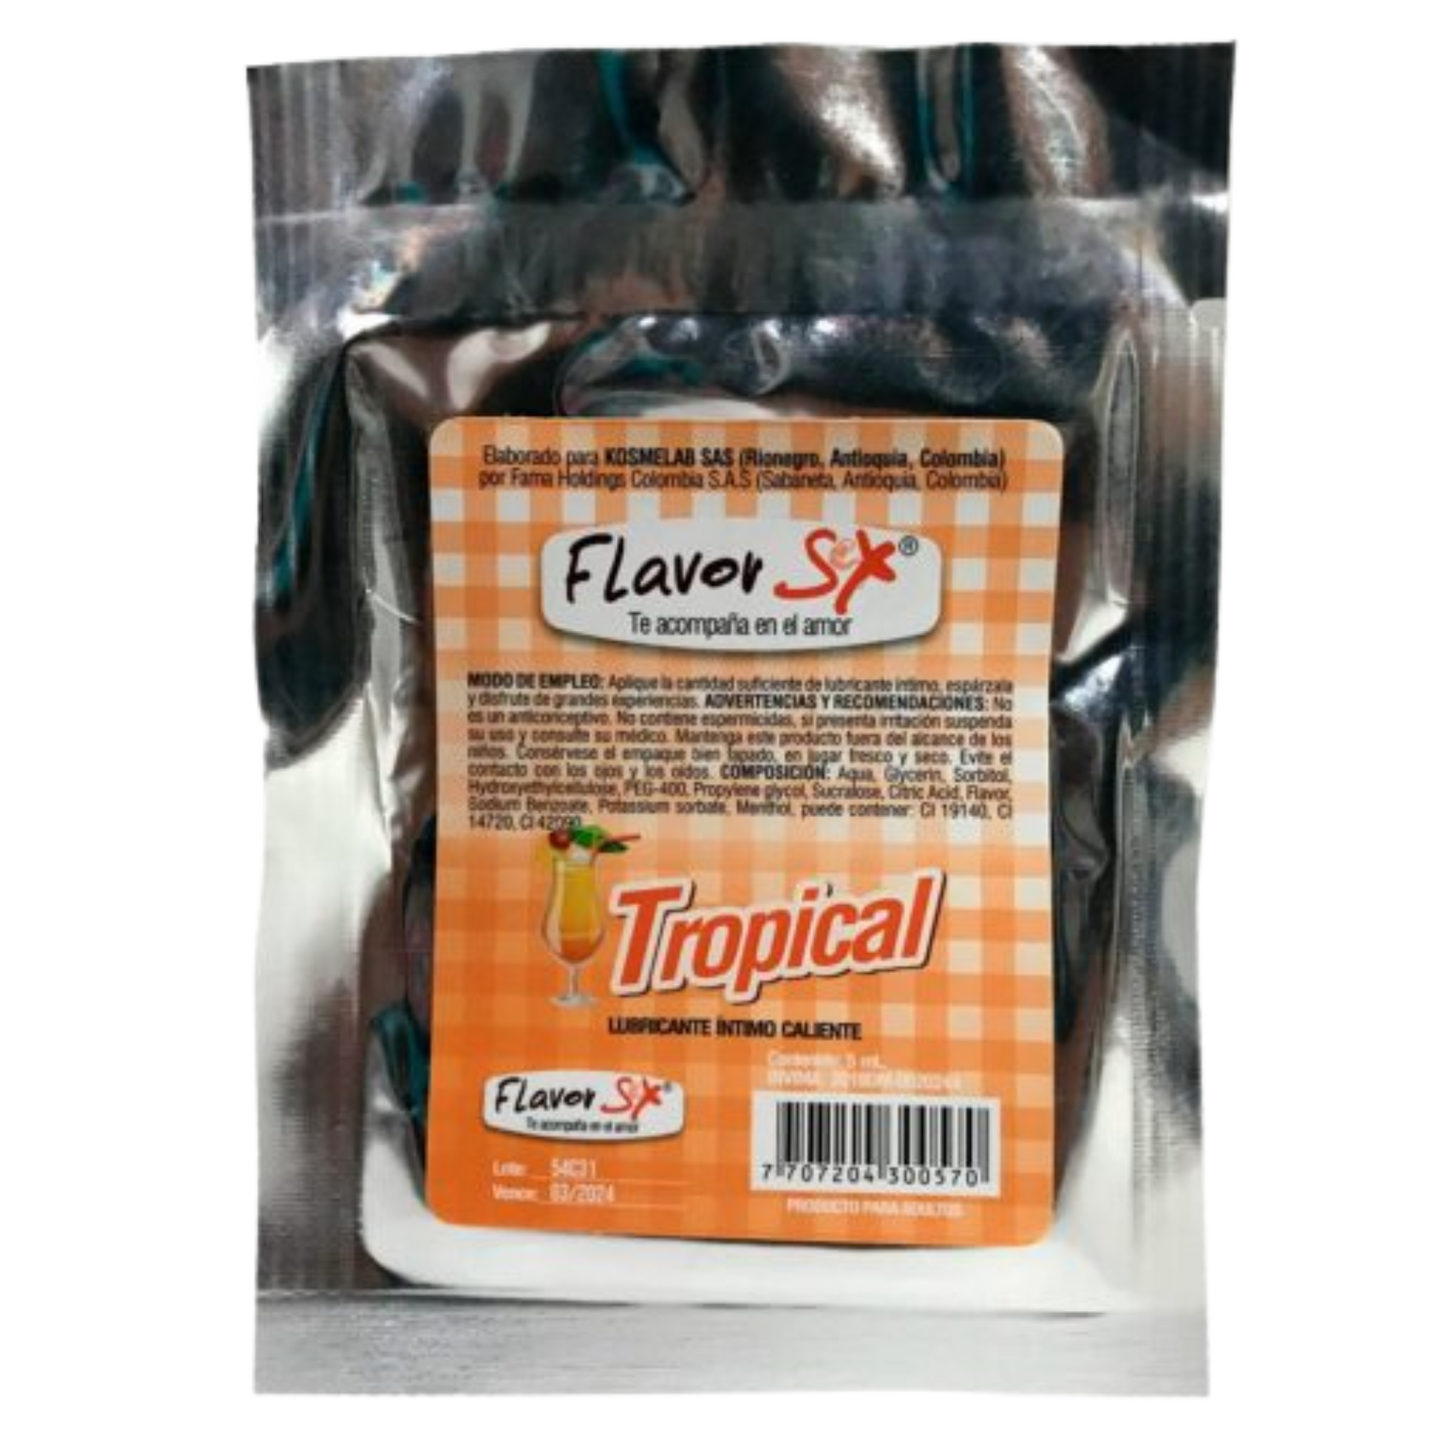 Elaborado para KOSMELAB SAS (Rionegro, Antioquia, Colombia)
por Fama Holdings Colombia S.A.S (Sabaneta, Antioquia, Colombia)
FLavor Sex®
Te acompaña en el amor
MODO DE EMPLEO: Aplique la cantidad suficiente de lubricante íntimo, espárzala
y disfrute de grandes experiencias. ADVERTENCIAS Y RECOMENDACIONES: No
es un anticonceptivo. No contiene espermicidas, si presenta irritación suspenda
su uso y consulte su médico. Mantenga este producto fuera del alcance de los
niños. Consérvese el empaque bien tapado, en lugar fresco y seco. Evite el
contacto con los ojos y los oídos. COMPOSICIÓN: Aqua, Glycerin, Sorbitol,
Hydroxyethylcellulose, PEG-400, Propylene glycol, Sucralose, Citric Acid, Flavor,
Sodium Benzoate, Potassium sorbate, Menthol, puede contener: CI 19140, CI
14720, CI 42090
Tropical
LUBRICANTE ÍNTIMO CALIENTE
Contenido: 5 mL.
INVIMA
FLavor Sex®
Te acompaña en el amor
Lote: 54C31
Vence: 03/2024
7 707204 300570
PRODUCTO PARA ADULTOS